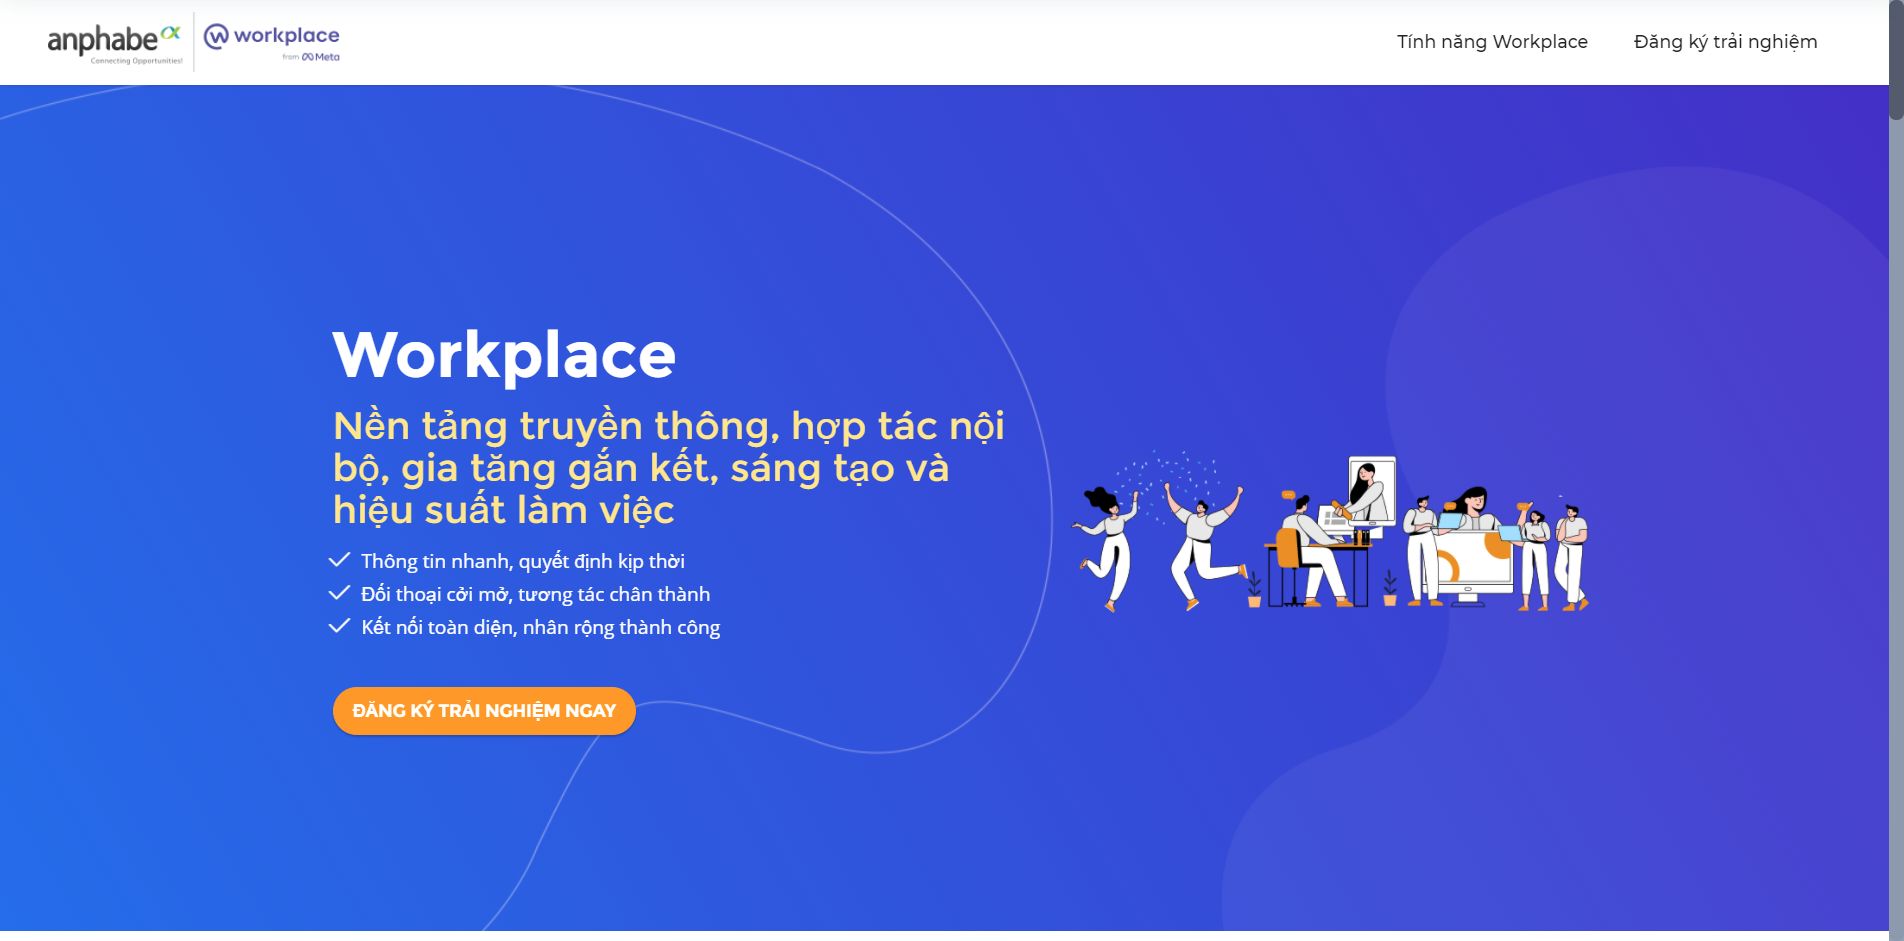 anphabe
Connecting Opportunities!
workplace
from Meta
Tính năng Workplace
Đăng ký trải nghiệm
Workplace
Nền tảng truyền thông, hợp tác nội
bộ, gia tăng gắn kết, sáng tạo và
hiệu suất làm việc
Thông tin nhanh, quyết định kịp thời
Đối thoại cởi mở, tương tác chân thành
Kết nối toàn diện, nhân rộng thành công
ĐĂNG KÝ TRẢI NGHIỆM NGAY